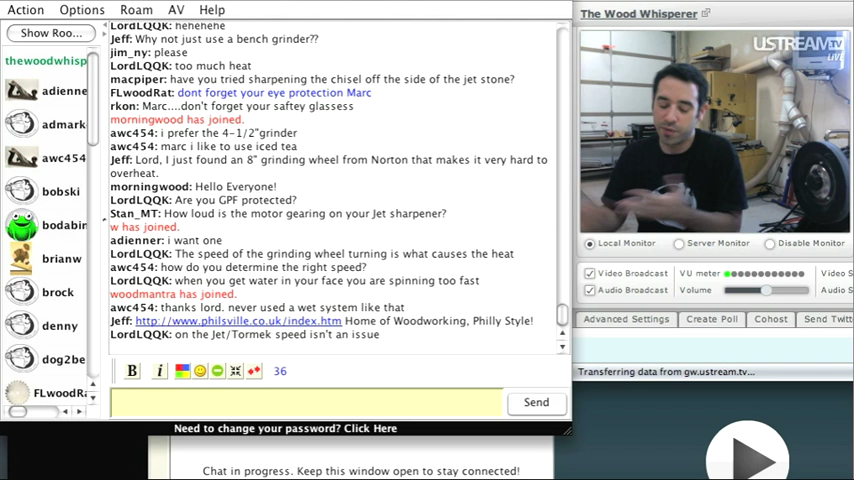 Action Options Roam AV Help
Show Roo...
thewoodwhisp
adienne
admark
awc454
bobski
bodabin
brianw
brock
denny
dog2be
FLwoodRa
LordLQQK: hehehehe
Jeff: Why not just use a bench grinder??
jim_ny: please
LordLQQK: too much heat
macpiper: have you tried sharpening the chisel off the side of the jet stone?
FLwoodRat: dont forget your eye protection Marc
rkon: Marc....don't forget your saftey glassess
morningwood has joined.
awc454: i prefer the 4-1/2"grinder
awc454: marc i like to use iced tea
Jeff: Lord, I just found an 8" grinding wheel from Norton that makes it very hard to
overheat.
morningwood: Hello Everyone!
LordLQQK: Are you GPF protected?
Stan_MT: How loud is the motor gearing on your Jet sharpener?
w has joined.
adienner: i want one
LordLQQK: The speed of the grinding wheel turning is what causes the heat
awc454: how do you determine the right speed?
LordLQQK: when you get water in your face you are spinning too fast
woodmantra has joined.
awc454: thanks lord. never used a wet system like that
Jeff: http://www.philsville.co.uk/index.htm Home of Woodworking, Philly Style!
LordLQQK: on the Jet/Tormek speed isn't an issue
B i 36
Send
Need to change your password? Click Here
Chat in progress. Keep this window open to stay connected!
The Wood Whisperer
USTREAM.TV
LIVE
Local Monitor Server Monitor Disable Monitor
Video Broadcast VU meter Video S
Audio Broadcast Volume Audio S
Advanced Settings Create Poll Cohost Send Twitt
Transferring data from gw.ustream.tv...